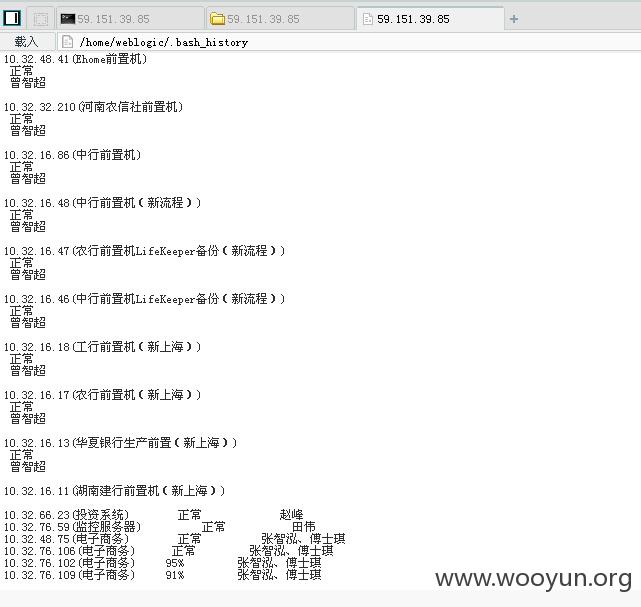 59.151.39.85 59.151.39.85 59.151.39.85 +
载入 /home/weblogic/.bash_history
10.32.48.41(Ehome前置机)
正常
曾智超
10.32.32.210(河南农信社前置机)
正常
曾智超
10.32.16.86(中行前置机)
正常
曾智超
10.32.16.48(中行前置机(新流程))
正常
曾智超
10.32.16.47(农行前置机LifeKeeper备份(新流程))
正常
曾智超
10.32.16.46(中行前置机LifeKeeper备份(新流程))
正常
曾智超
10.32.16.18(工行前置机(新上海))
正常
曾智超
10.32.16.17(农行前置机(新上海))
正常
曾智超
10.32.16.13(华夏银行生产前置(新上海))
正常
曾智超
10.32.16.11(湖南建行前置机(新上海))
10.32.66.23(投资系统) 正常 赵峰
10.32.76.59(监控服务器) 正常 田伟
10.32.48.75(电子商务) 正常 张智泓、傅士琪
10.32.76.106(电子商务) 正常 张智泓、傅士琪
10.32.76.102(电子商务) 95% 张智泓、傅士琪
10.32.76.109(电子商务) 91% 张智泓、傅士琪
www.wooyun.org